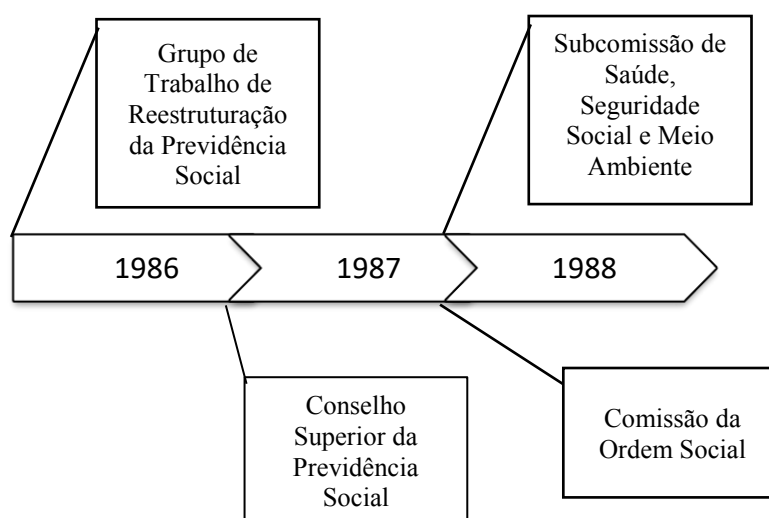 Grupo de
Trabalho de
Reestruturação
da Previdência
Social
Subcomissão de
Saúde,
Seguridade
Social e Meio
Ambiente
1986
1987
1988
Conselho
Superior da
Previdência
Social
Comissão da
Ordem Social